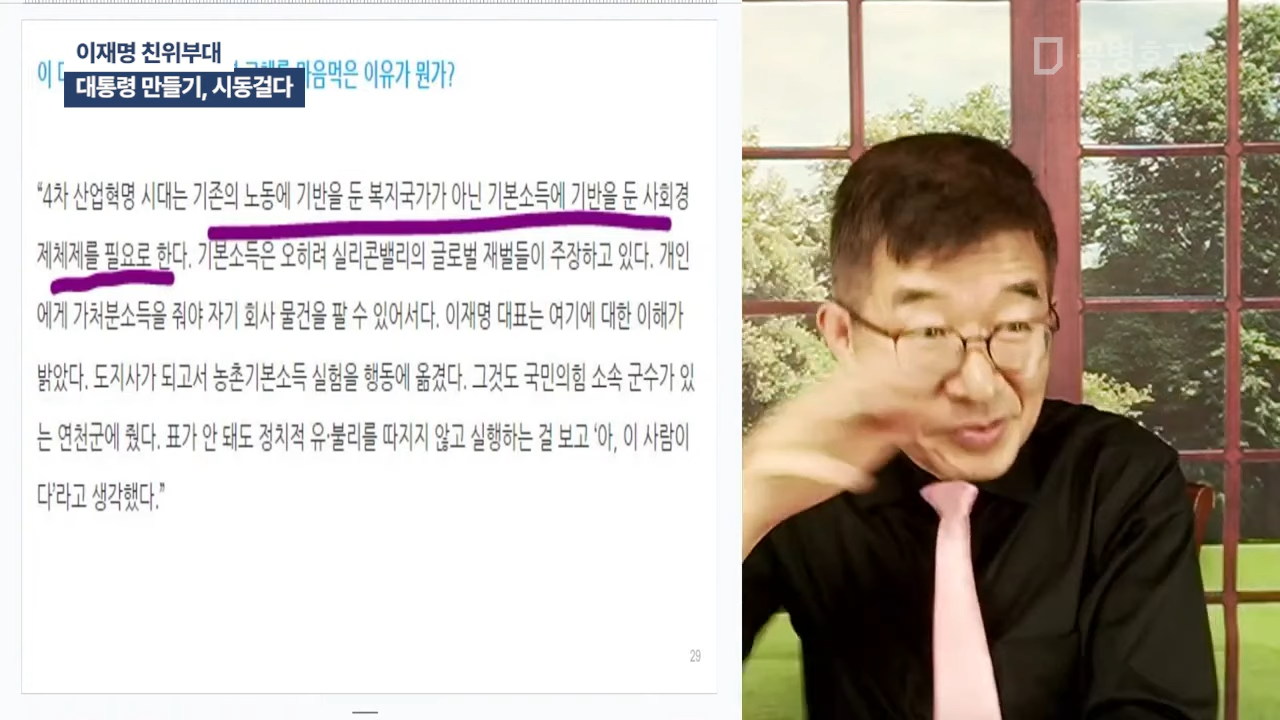 이재명 친위부대
대통령 만들기, 시동걸다
이 마음먹은 이유가 뭔가?
“4차 산업혁명 시대는 기존의 노동에 기반을 둔 복지국가가 아닌 기본소득에 기반을 둔 사회경
제체제를 필요로 한다. 기본소득은 오히려 실리콘밸리의 글로벌 재벌들이 주장하고 있다. 개인
에게 가처분소득을 줘야 자기 회사 물건을 팔 수 있어서다. 이재명 대표는 여기에 대한 이해가
밝았다. 도지사가 되고서 농촌기본소득 실험을 행동에 옮겼다. 그것도 국민의힘 소속 군수가 있
는 연천군에 줬다. 표가 안 돼도 정치적 유·불리를 따지지 않고 실행하는 걸 보고 ‘아, 이 사람이
다’라고 생각했다.”
29